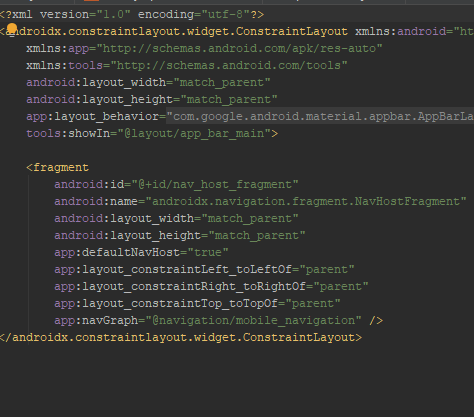 <?xml version="1.0" encoding="utf-8"?>
<androidx.constraintlayout.widget.ConstraintLayout xmlns:android="ht
xmlns:app="http://schemas.android.com/apk/res-auto"
xmlns:tools="http://schemas.android.com/tools"
android:layout_width="match_parent"
android:layout_height="match_parent"
app:layout_behavior="com.google.android.material.appbar.AppBarLa
tools:showIn="@layout/app_bar_main">
<fragment
android:id="@+id/nav_host_fragment"
android:name="androidx.navigation.fragment.NavHostFragment"
android:layout_width="match_parent"
android:layout_height="match_parent"
app:defaultNavHost="true"
app:layout_constraintLeft_toLeftOf="parent"
app:layout_constraintRight_toRightOf="parent"
app:layout_constraintTop_toTopOf="parent"
app:navGraph="@navigation/mobile_navigation" />
</androidx.constraintlayout.widget.ConstraintLayout>